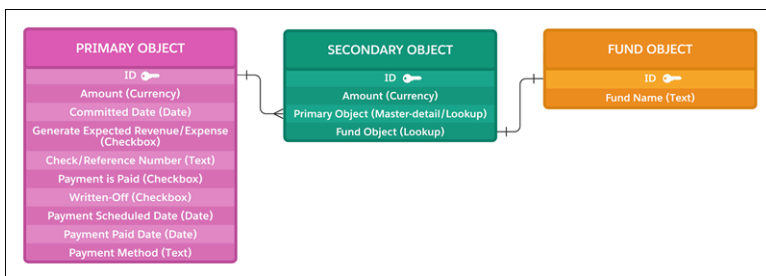 PRIMARY OBJECT
ID
Amount (Currency)
Committed Date (Date)
Generate Expected Revenue/Expense
(Checkbox)
Check/Reference Number (Text)
Payment is Paid (Checkbox)
Written-Off (Checkbox)
Payment Scheduled Date (Date)
Payment Paid Date (Date)
Payment Method (Text)
SECONDARY OBJECT
ID
Amount (Currency)
Primary Object (Master-detail/Lookup)
Fund Object (Lookup)
FUND OBJECT
ID
Fund Name (Text)